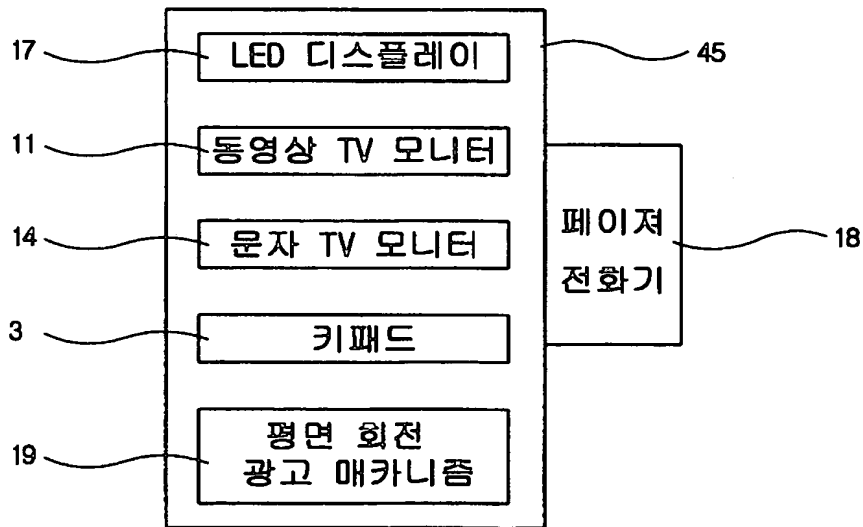 17
LED 디스플레이
45
11
동영상 TV 모니터
14
문자 TV 모니터
페이져
전화기
18
3
키패드
19
평면 회전
광고 매카니즘